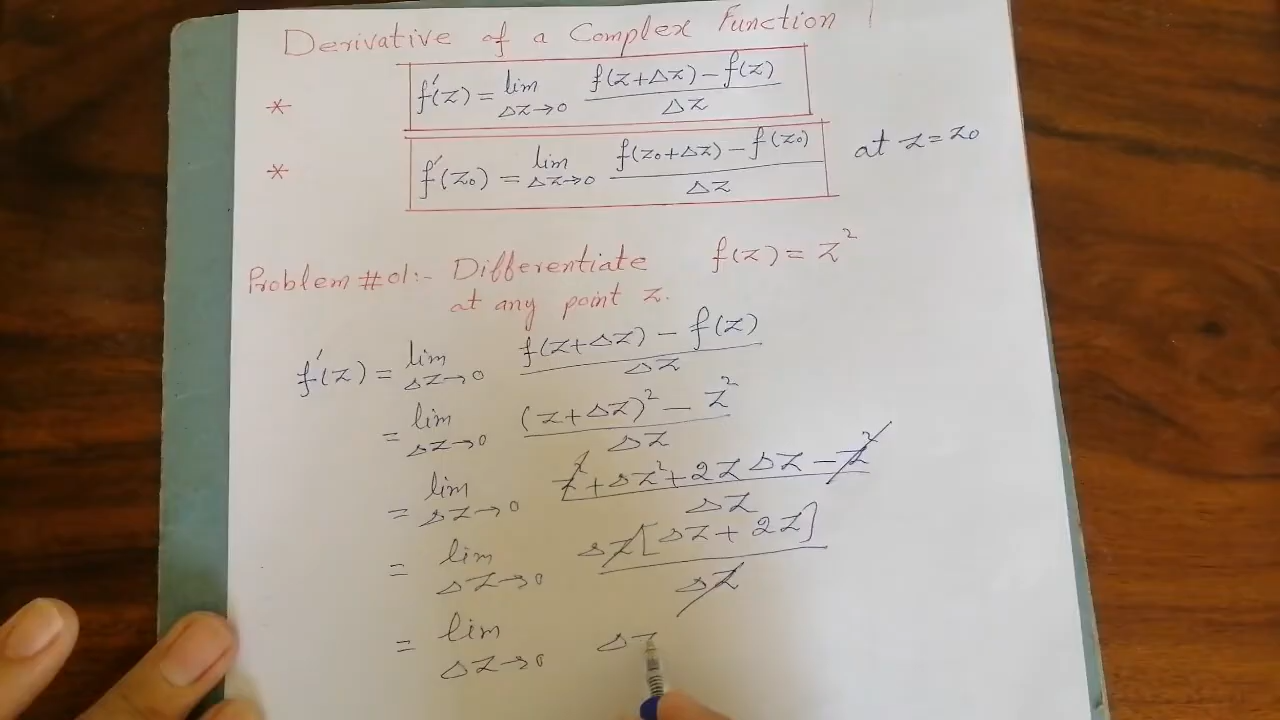 Derivative of a Complex Function
* f'(z) = lim Δz→0 f(z+Δz) - f(z) / Δz
* f'(z₀) = lim Δz→0 f(z₀+Δz) - f(z₀) / Δz at z = z₀
Problem #01:- Differentiate f(z) = z²
at any point z.
f'(z) = lim Δz→0 f(z+Δz) - f(z) / Δz
= lim Δz→0 (z+Δz)² - z² / Δz
= lim Δz→0 z² + Δz² + 2z Δz - z² / Δz
= lim Δz→0 Δz[Δz + 2z] / Δz
= lim Δz→0 Δz